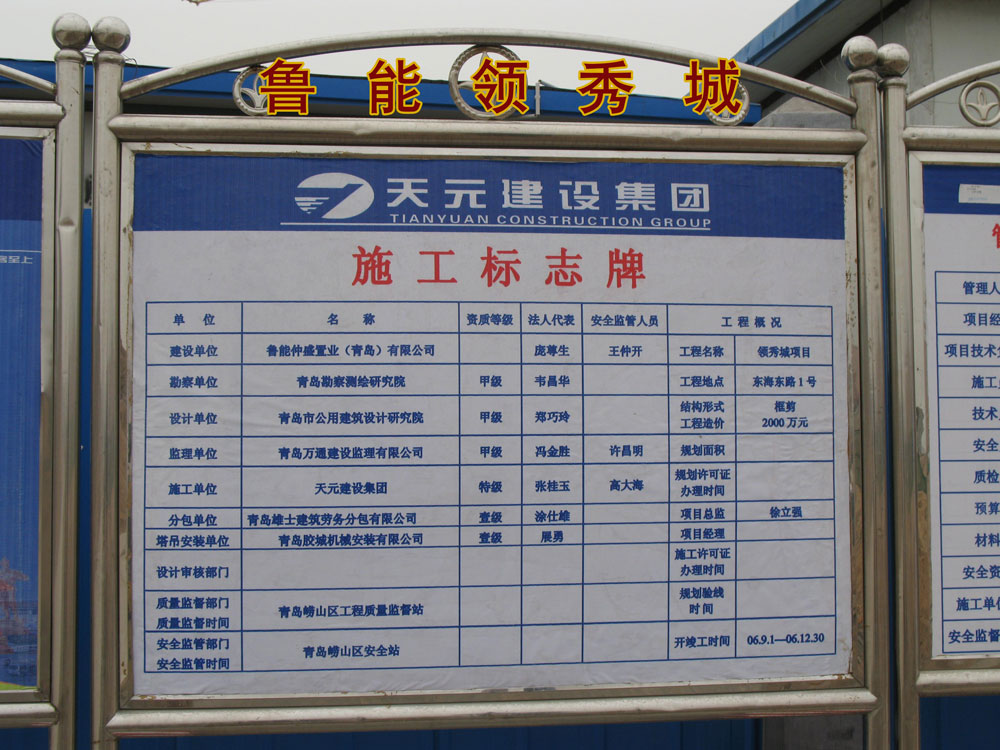 鲁能领秀城
天元建设集团
TIANYUAN CONSTRUCTION GROUP
施工标志牌
单 位 名 称 资质等级 法人代表 安全监管人员 工程概况
建设单位 鲁能仲盛置业（青岛）有限公司 庞尊生 王仲开 工程名称 领秀城项目
勘察单位 青岛勘察测绘研究院 甲级 韦昌华 工程地点 东海东路1号
设计单位 青岛市公用建筑设计研究院 甲级 郑巧玲 结构形式 框剪
工程造价 2000万元
监理单位 青岛万通建设监理有限公司 甲级 冯金胜 许昌明 规划面积
施工单位 天元建设集团 特级 张桂玉 高大海 规划许可证
办理时间
分包单位 青岛雄士建筑劳务分包有限公司 壹级 涂仕雄 项目总监 徐立强
塔吊安装单位 青岛胶城机械安装有限公司 壹级 展勇 项目经理
设计审核部门 施工许可证
办理时间
质量监督部门
质量监督时间 青岛崂山区工程质量监督站 规划验线
时间
安全监管部门
安全监管时间 青岛崂山区安全站 开竣工时间 06.9.1—06.12.30
客至上
管理人
项目经
项目技术
施工
技术
安全
质检
预算
材料
安全资
施工单位
安全监督